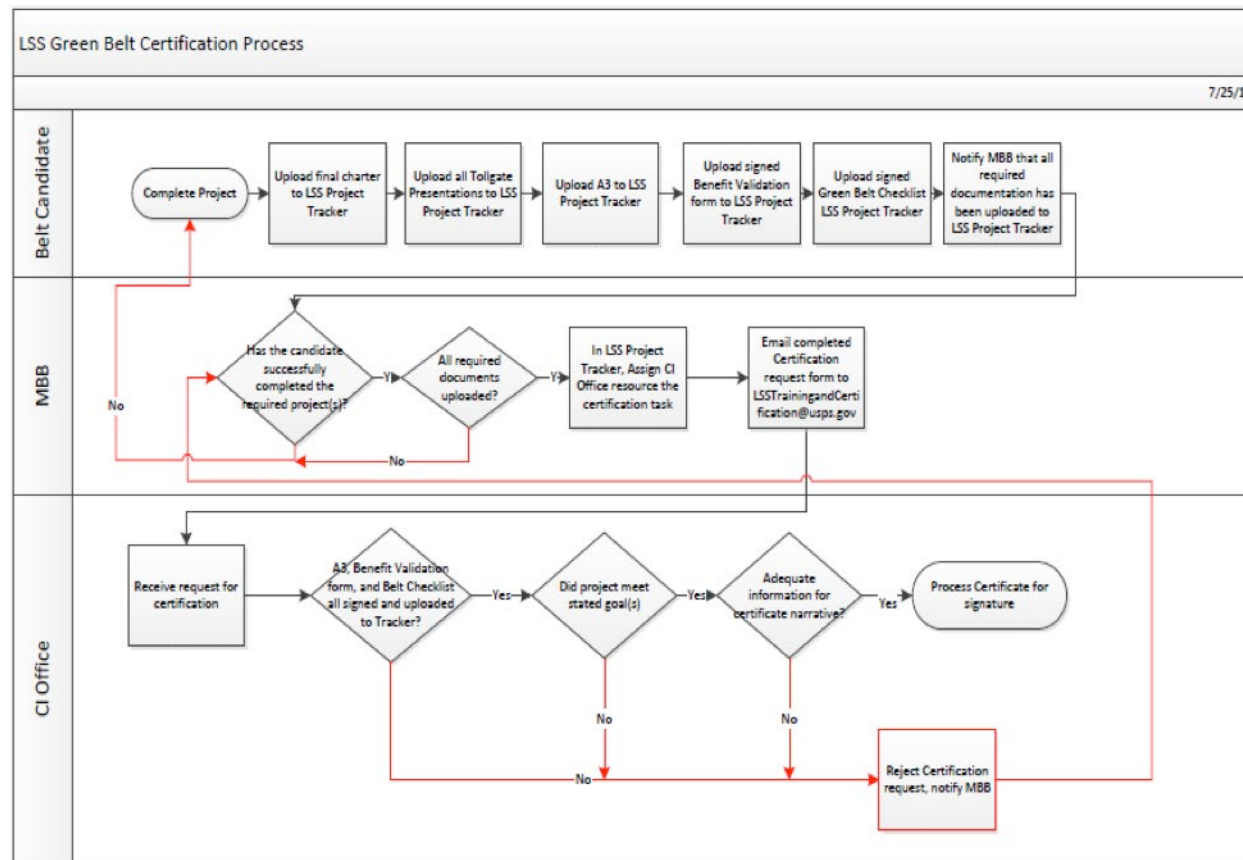 LSS Green Belt Certification Process
7/25/1
Belt Candidate
Complete Project
Upload final charter
to LSS Project
Tracker
Upload all Tollgate
Presentations to LSS
Project Tracker
Upload A3 to LSS
Project Tracker
Upload signed
Benefit Validation
form to LSS Project
Tracker
Upload signed
Green Belt Checklist
LSS Project Tracker
Notify MBB that all
required
documentation has
been uploaded to
LSS Project Tracker
MBB
Has the candidate
successfully
completed the
required project(s)?
Y
All required
documents
uploaded?
Y
In LSS Project
Tracker, Assign CI
Office resource the
certification task
Email completed
Certification
request form to
LSSTrainingandCerti
fication@usps.gov
No
No
CI Office
Receive request for
certification
A3, Benefit Validation
form, and Belt Checklist
all signed and uploaded
to Tracker?
Yes
Did project meet
stated goal(s)
Yes
Adequate
information for
certificate narrative?
Yes
Process Certificate for
signature
No
No
No
Reject Certification
request, notify MBB